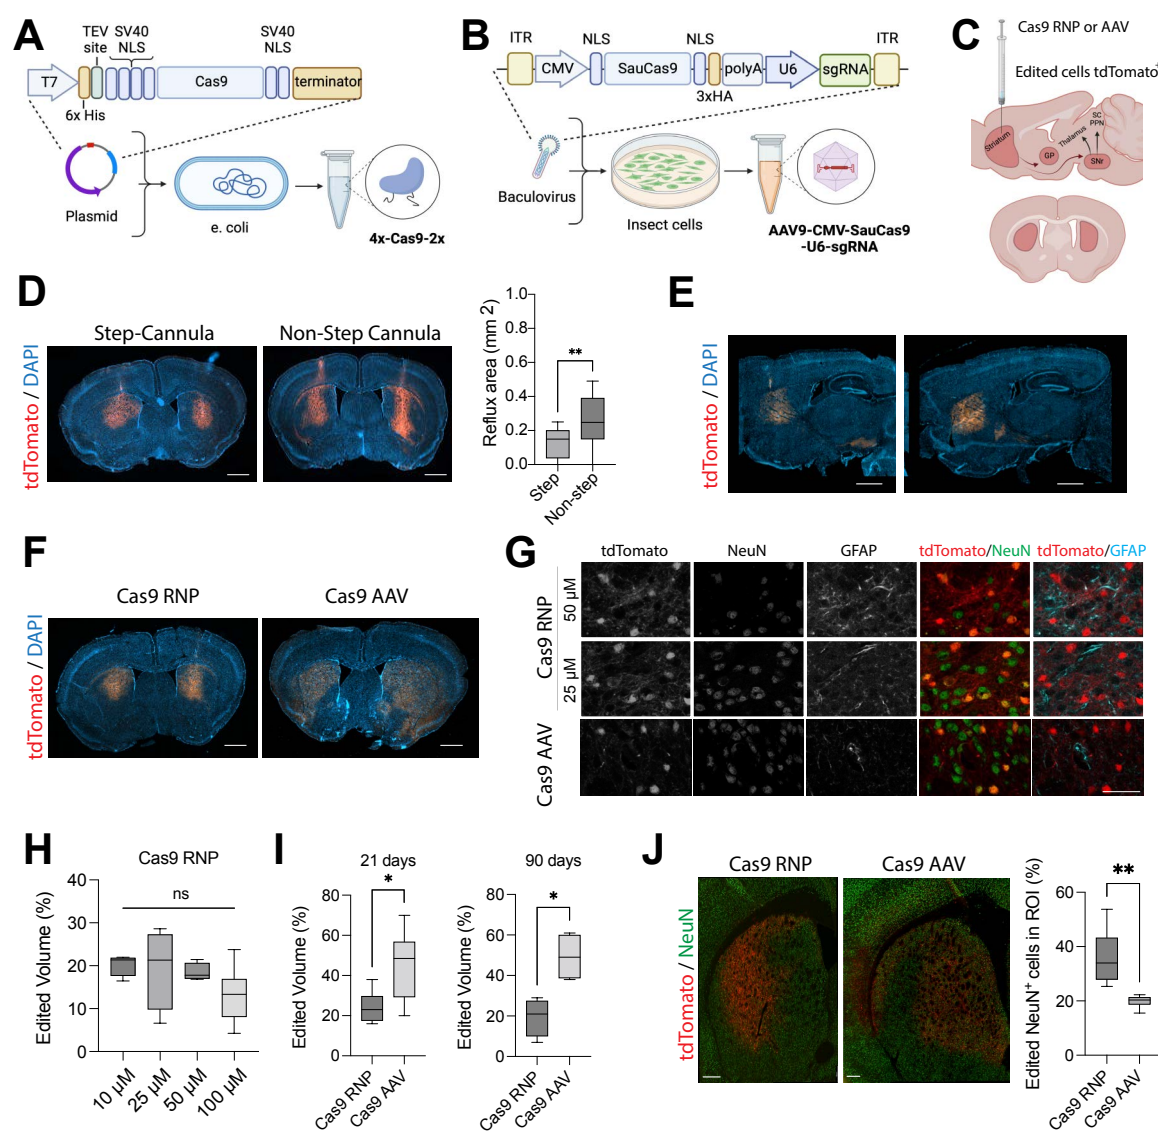 A
TEV
site
SV40
NLS
SV40
NLS
T7
Cas9
terminator
6x His
Plasmid
e. coli
4x-Cas9-2x
B
ITR
NLS
NLS
ITR
CMV
SauCas9
polyA
U6
sgRNA
3xHA
Baculovirus
Insect cells
AAV9-CMV-SauCas9
-U6-sgRNA
C
Cas9 RNP or AAV
Edited cells tdTomato⁺
Striatum
GP
Thalamus
SC
PPN
SNr
D
Step-Cannula
Non-Step Cannula
tdTomato / DAPI
Reflux area (mm 2)
1.0
0.8
0.6
0.4
0.2
0.0
**
Step
Non-step
E
tdTomato / DAPI
F
Cas9 RNP
Cas9 AAV
tdTomato / DAPI
G
tdTomato
NeuN
GFAP
tdTomato/NeuN
tdTomato/GFAP
Cas9 RNP
50 µM
25 µM
Cas9 AAV
H
Cas9 RNP
Edited Volume (%)
40
30
20
10
0
ns
10 µM
25 µM
50 µM
100 µM
I
21 days
Edited Volume (%)
80
60
40
20
0
*
Cas9 RNP
Cas9 AAV
90 days
Edited Volume (%)
80
60
40
20
0
*
Cas9 RNP
Cas9 AAV
J
Cas9 RNP
Cas9 AAV
tdTomato / NeuN
Edited NeuN⁺ cells in ROI (%)
60
40
20
0
**
Cas9 RNP
Cas9 AAV